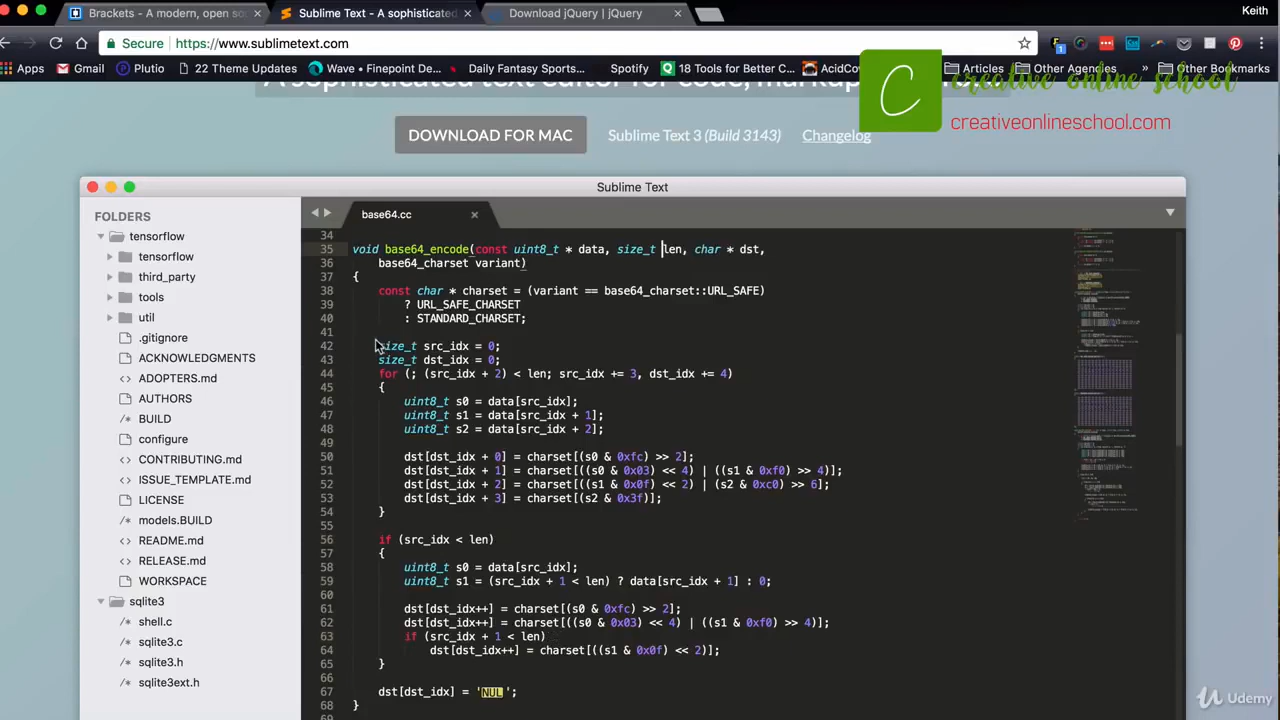 Brackets - A modern, open so
Sublime Text - A sophisticated
Download jQuery | jQuery
Keith
Secure
https://www.sublimetext.com
Apps
Gmail
Pluto
22 Theme Updates
Wave • Finep...
Daily Fantasy Sports...
Spotify
18 Tools for Better C...
AcidCo
Articles
Other Agencies
»
Other Bookmarks
A sophisticated text editor for code, markup
C
creative online school
creativeonlineschool.com
DOWNLOAD FOR MAC
Sublime Text 3 (Build 3143)
Changelog
Sublime Text
FOLDERS
tensorflow
tensorflow
third_party
tools
util
.gitignore
ACKNOWLEDGMENTS
<> ADOPTERS.md
AUTHORS
/* BUILD
configure
<> CONTRIBUTING.md
<> ISSUE_TEMPLATE.md
LICENSE
/* models.BUILD
<> README.md
<> RELEASE.md
<> WORKSPACE
sqlite3
/* shell.c
/* sqlite3.c
/* sqlite3.h
/* sqlite3ext.h
base64.cc
34
35 void base64_encode(const uint8_t * data, size_t len, char * dst,
36 base64_charset variant)
37 {
38 const char * charset = (variant == base64_charset::URL_SAFE)
39 ? URL_SAFE_CHARSET
40 : STANDARD_CHARSET;
41
42 src_idx = 0;
43 size_t dst_idx = 0;
44 for (; (src_idx + 2) < len; src_idx += 3, dst_idx += 4)
45 {
46 uint8_t s0 = data[src_idx];
47 uint8_t s1 = data[src_idx + 1];
48 uint8_t s2 = data[src_idx + 2];
49
50 dst[dst_idx + 0] = charset[(s0 & 0xfc) >> 2];
51 dst[dst_idx + 1] = charset[((s0 & 0x03) << 4) | ((s1 & 0xf0) >> 4)];
52 dst[dst_idx + 2] = charset[((s1 & 0x0f) << 2) | (s2 & 0xc0) >> 6];
53 dst[dst_idx + 3] = charset[(s2 & 0x3f)];
54 }
55
56 if (src_idx < len)
57 {
58 uint8_t s0 = data[src_idx];
59 uint8_t s1 = (src_idx + 1 < len) ? data[src_idx + 1] : 0;
60
61 dst[dst_idx++] = charset[(s0 & 0xfc) >> 2];
62 dst[dst_idx++] = charset[((s0 & 0x03) << 4) | ((s1 & 0xf0) >> 4)];
63 if (src_idx + 1 < len)
64 dst[dst_idx++] = charset[((s1 & 0x0f) << 2)];
65 }
66
67 dst[dst_idx] = 'NUL';
68 }
69
Udemy